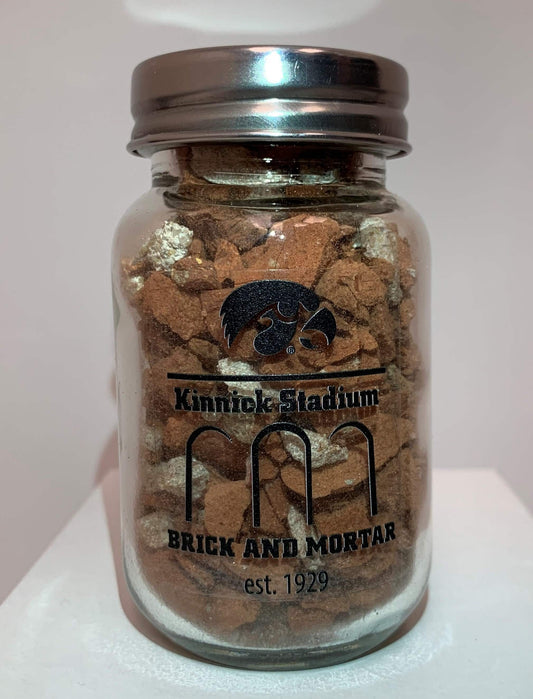 ®
Kinnick Stadium
BRICK AND MORTAR
est. 1929